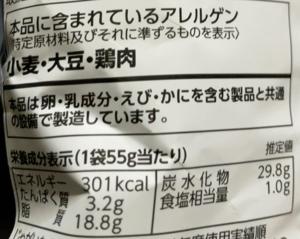 本品に含まれているアレルゲン
(特定原材料及びそれに準ずるものを表示)
小麦・大豆・鶏肉
本品は卵・乳成分・えび・かにを含む製品と共通
の設備で製造しています。
栄養成分表示(1袋55g当たり) 推定値
エネルギー 301kcal 炭水化物 29.8g
たんぱく質 3.2g 食塩相当量 1.0g
脂質 18.8g
度使用実績順